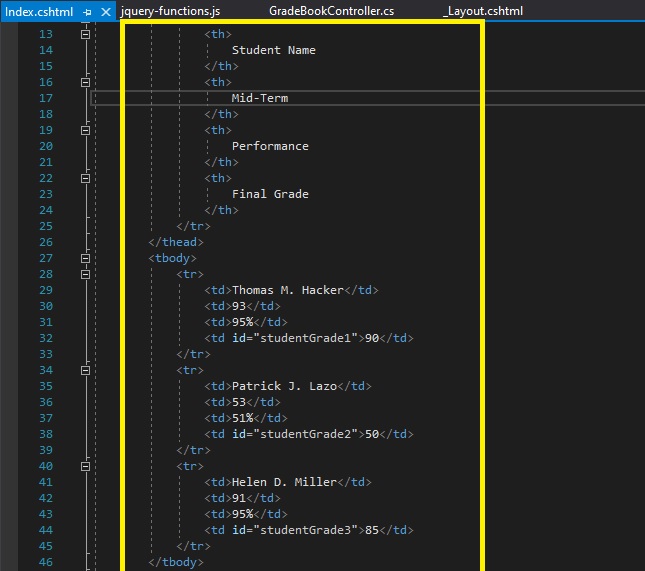 Index.cshtml jquery-functions.js GradeBookController.cs _Layout.cshtml
13 <th>
14 Student Name
15 </th>
16 <th>
17 Mid-Term
18 </th>
19 <th>
20 Performance
21 </th>
22 <th>
23 Final Grade
24 </th>
25 </tr>
26 </thead>
27 <tbody>
28 <tr>
29 <td>Thomas M. Hacker</td>
30 <td>93</td>
31 <td>95%</td>
32 <td id="studentGrade1">90</td>
33 </tr>
34 <tr>
35 <td>Patrick J. Lazo</td>
36 <td>53</td>
37 <td>51%</td>
38 <td id="studentGrade2">50</td>
39 </tr>
40 <tr>
41 <td>Helen D. Miller</td>
42 <td>91</td>
43 <td>95%</td>
44 <td id="studentGrade3">85</td>
45 </tr>
46 </tbody>